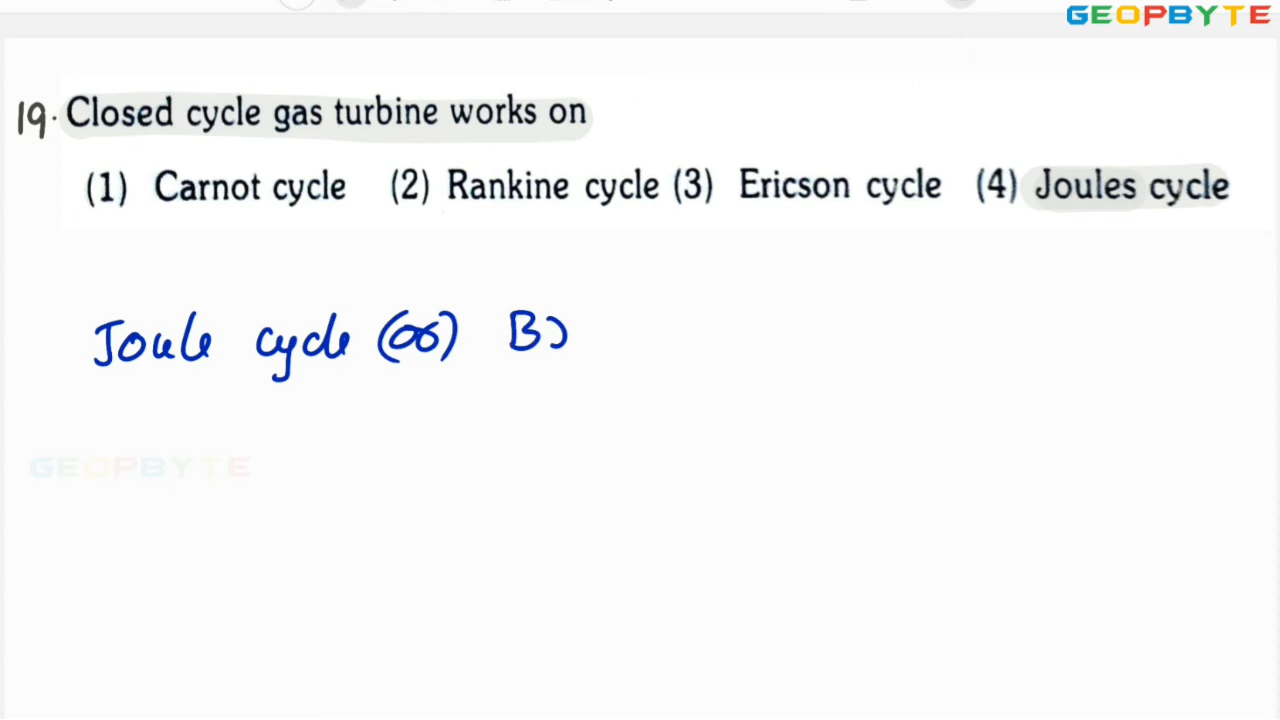 GEOPBYTE
19. Closed cycle gas turbine works on
(1) Carnot cycle (2) Rankine cycle (3) Ericson cycle (4) Joules cycle
Joule cycle (or) B
GEOPBYTE